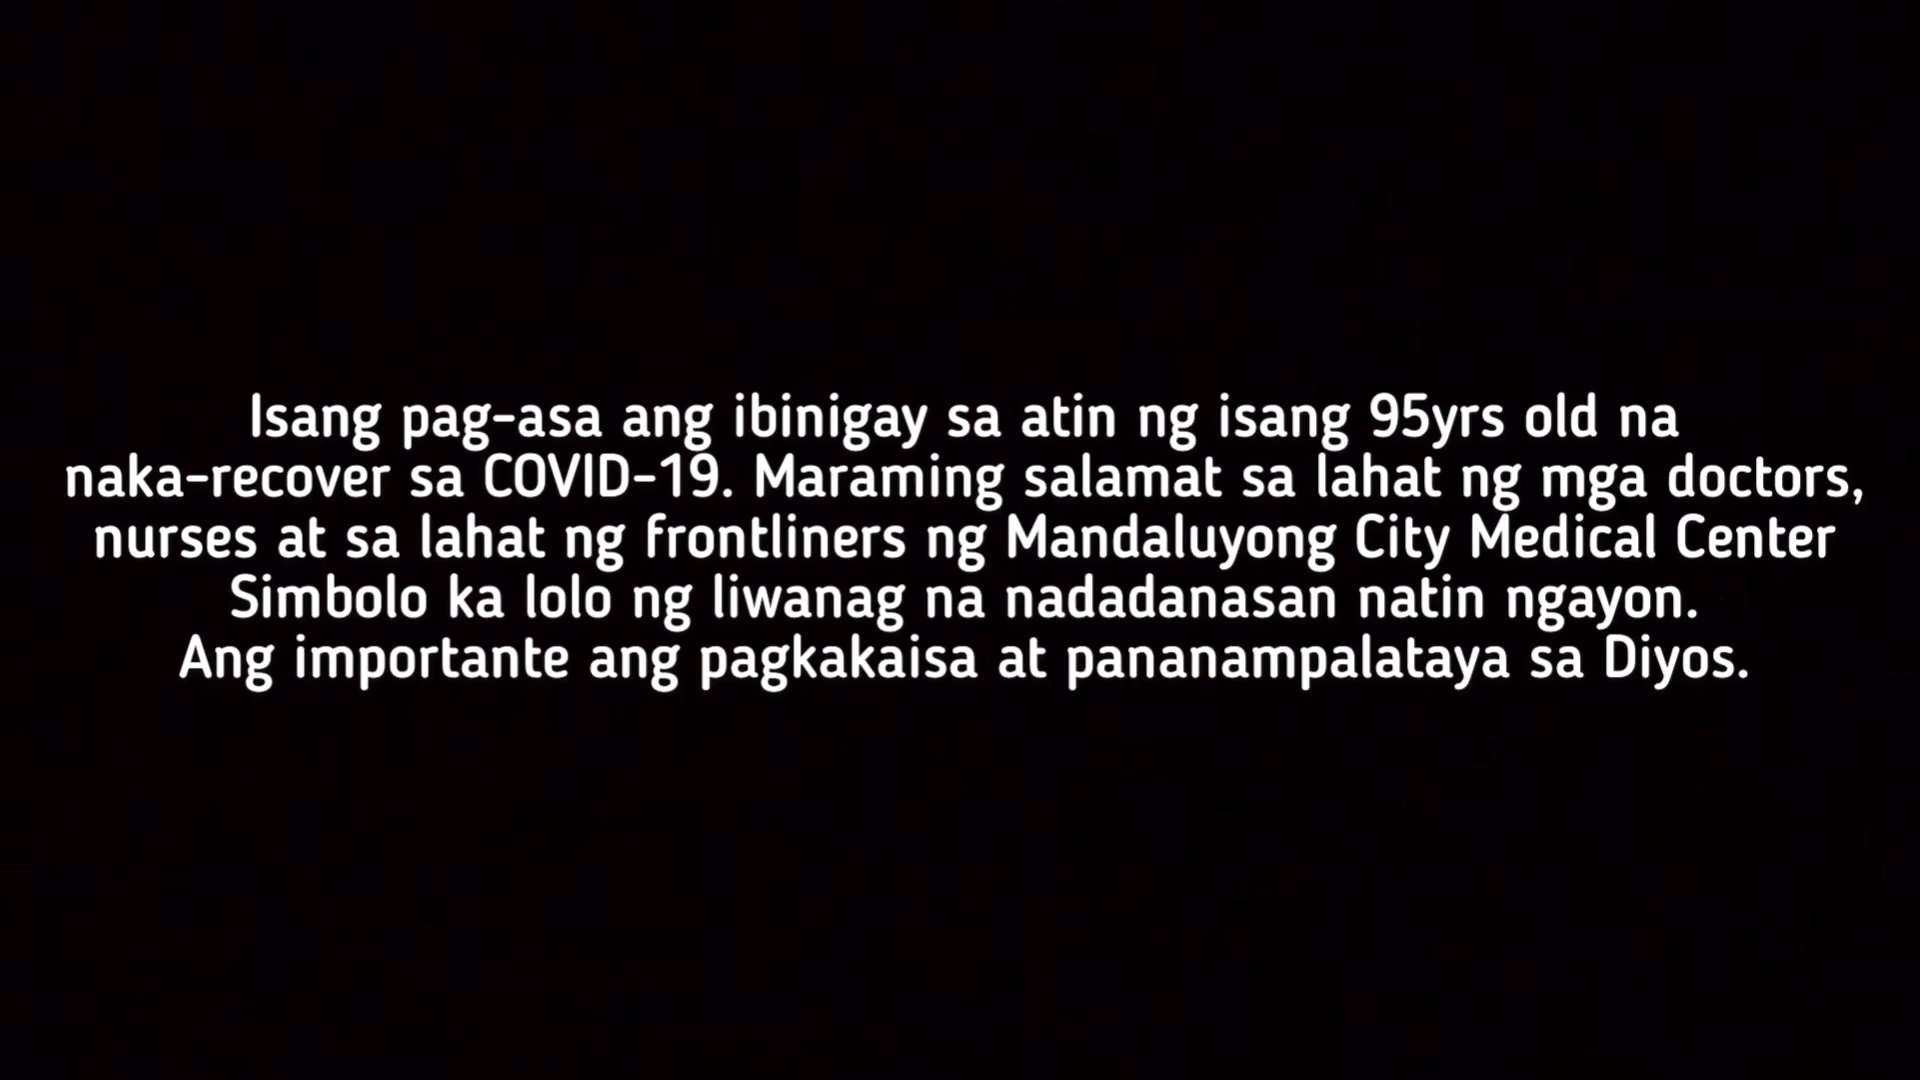 Isang pag-asa ang ibinigay sa atin ng isang 95yrs old na
naka-recover sa COVID-19. Maraming salamat sa lahat ng mga doctors,
nurses at sa lahat ng frontliners ng Mandaluyong City Medical Center
Simbolo ka lolo ng liwanag na nadadanasan natin ngayon.
Ang importante ang pagkakaisa at pananampalataya sa Diyos.